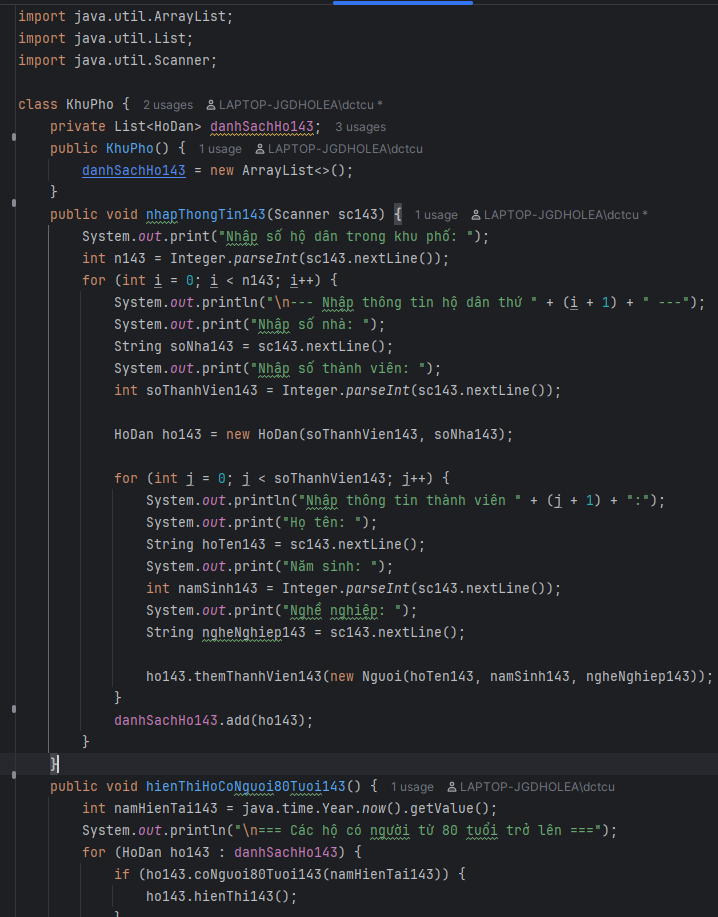 import java.util.ArrayList;
import java.util.List;
import java.util.Scanner;
class KhuPho { 2 usages LAPTOP-JGDHOLEA\dctcu *
private List<HoDan> danhSachHo143; 3 usages
public KhuPho() { 1 usage LAPTOP-JGDHOLEA\dctcu
danhSachHo143 = new ArrayList<>();
}
public void nhapThongTin143(Scanner sc143) { 1 usage LAPTOP-JGDHOLEA\dctcu *
System.out.print("Nhập số hộ dân trong khu phố: ");
int n143 = Integer.parseInt(sc143.nextLine());
for (int i = 0; i < n143; i++) {
System.out.println("\n--- Nhập thông tin hộ dân thứ " + (i + 1) + " ---");
System.out.print("Nhập số nhà: ");
String soNha143 = sc143.nextLine();
System.out.print("Nhập số thành viên: ");
int soThanhVien143 = Integer.parseInt(sc143.nextLine());
HoDan ho143 = new HoDan(soThanhVien143, soNha143);
for (int j = 0; j < soThanhVien143; j++) {
System.out.println("Nhập thông tin thành viên " + (j + 1) + ":");
System.out.print("Họ tên: ");
String hoTen143 = sc143.nextLine();
System.out.print("Năm sinh: ");
int namSinh143 = Integer.parseInt(sc143.nextLine());
System.out.print("Nghề nghiệp: ");
String ngheNghiep143 = sc143.nextLine();
ho143.themThanhVien143(new Nguoi(hoTen143, namSinh143, ngheNghiep143));
}
danhSachHo143.add(ho143);
}
}
public void hienThiHoCoNguoi80Tuoi143() { 1 usage LAPTOP-JGDHOLEA\dctcu
int namHienTai143 = java.time.Year.now().getValue();
System.out.println("\n=== Các hộ có người từ 80 tuổi trở lên ===");
for (HoDan ho143 : danhSachHo143) {
if (ho143.coNguoi80Tuoi143(namHienTai143)) {
ho143.hienThi143();
}